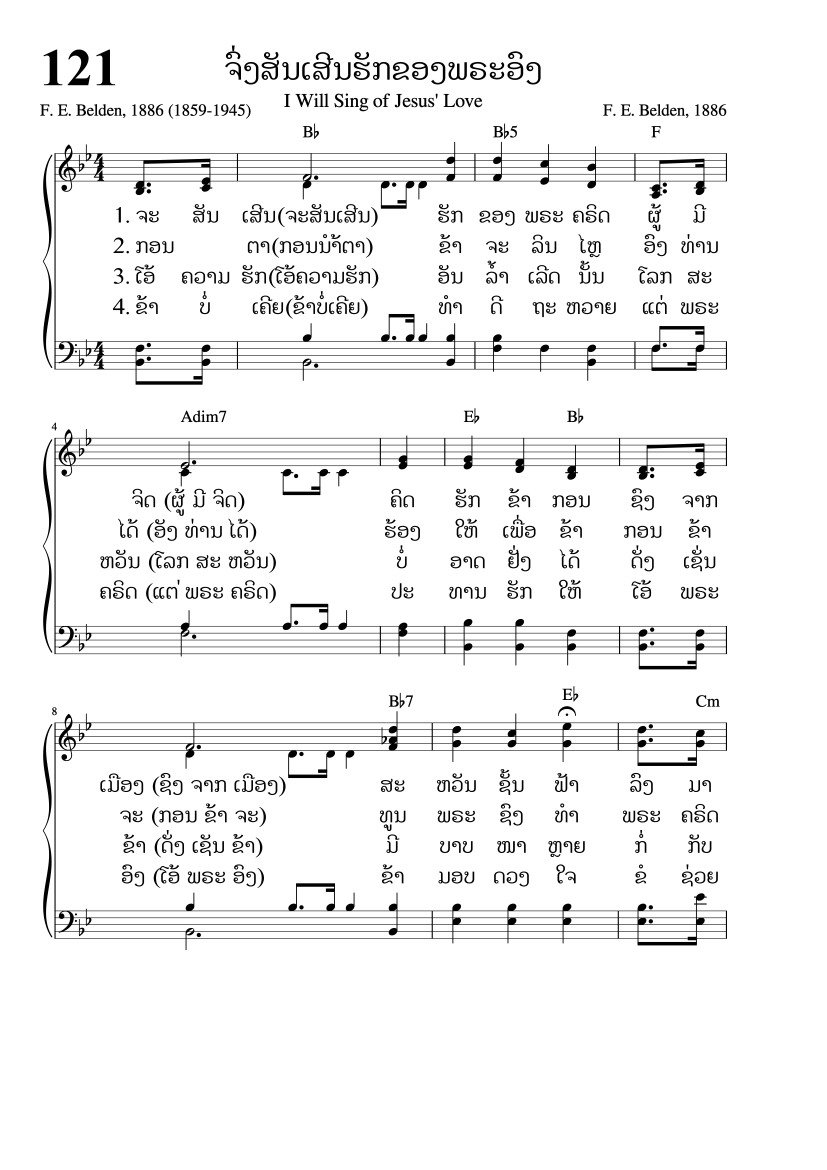 121
ຈົ່ງສັນເສີນຮັກຂອງພຣະອົງ
I Will Sing of Jesus' Love
F. E. Belden, 1886 (1859-1945)
F. E. Belden, 1886
B♭ B♭5 F
1. ຈະ ສັນ ເສີນ(ຈະສັນເສີນ) ຮັກ ຂອງ ພຣະ ຄຣິດ ຜູ້ ມີ
2. ກອນ ຕາ(ກອນນໍ້າຕາ) ຂ້າ ຈະ ລິນ ໄຫຼ ອົງ ທ່ານ
3. ໂອ້ ຄວາມ ຮັກ(ໂອ້ຄວາມຮັກ) ອັນ ລໍ້າ ເລີດ ນັ້ນ ໂລກ ສະ
4. ຂ້າ ບໍ່ ເຄີຍ(ຂ້າບໍ່ເຄີຍ) ທໍາ ດີ ຖະ ຫວາຍ ແຕ່ ພຣະ
4
Adim7 E♭ B♭
ຈິດ (ຜູ້ ມີ ຈິດ) ຄິດ ຮັກ ຂ້າ ກອນ ຊົງ ຈາກ
ໄດ້ (ອັງ ທ່ານ ໄດ້) ຮ້ອງ ໃຫ້ ເພື່ອ ຂ້າ ກອນ ຂ້າ
ຫວັນ (ໂລກ ສະ ຫວັນ) ບໍ່ ອາດ ຢັ່ງ ໄດ້ ດັ່ງ ເຊັ່ນ
ຄຣິດ (ແຕ່ ພຣະ ຄຣິດ) ປະ ທານ ຮັກ ໃຫ້ ໂອ້ ພຣະ
8
B♭7 E♭ Cm
ເມືອງ (ຊົງ ຈາກ ເມືອງ) ສະ ຫວັນ ຊັ້ນ ຟ້າ ລົງ ມາ
ຈະ (ກອນ ຂ້າ ຈະ) ທູນ ພຣະ ຊົງ ທໍາ ພຣະ ຄຣິດ
ຂ້າ (ດັ່ງ ເຊັນ ຂ້າ) ມີ ບາບ ໜາ ຫຼາຍ ກໍ່ ກັບ
ອົງ (ໂອ້ ພຣະ ອົງ) ຂ້າ ມອບ ດວງ ໃຈ ຂໍ ຊ່ວຍ